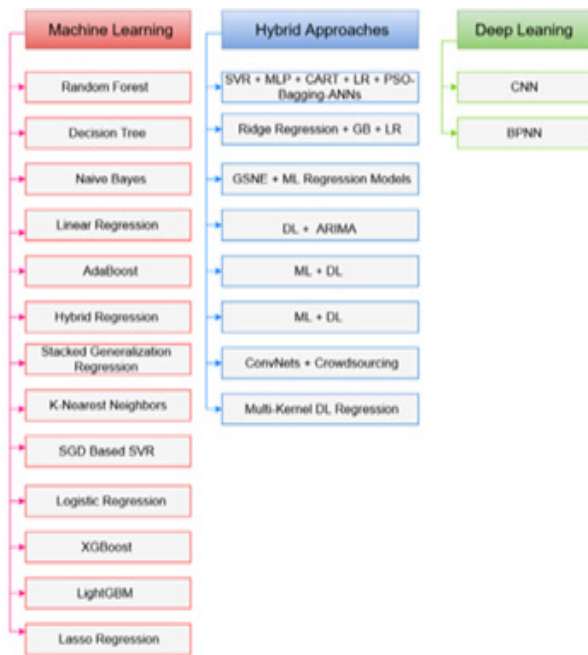 Machine Learning
Random Forest
Decision Tree
Naive Bayes
Linear Regression
AdaBoost
Hybrid Regression
Stacked Generalization
Regression
K-Nearest Neighbors
SGD Based SVR
Logistic Regression
XGBoost
LightGBM
Lasso Regression
Hybrid Approaches
SVR + MLP + CART + LR + PSO-
Bagging-ANNs
Ridge Regression + GB + LR
GSNE + ML Regression Models
DL + ARIMA
ML + DL
ML + DL
ConvNets + Crowdsourcing
Multi-Kernel DL Regression
Deep Leaning
CNN
BPNN